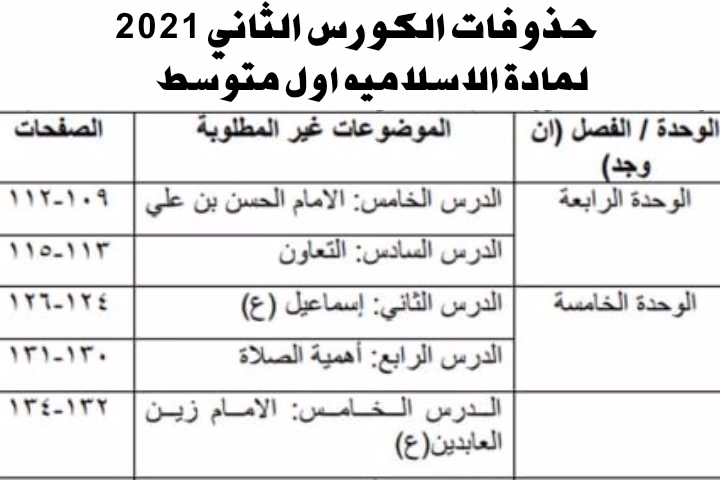 حذوفات الكورس الثاني 2021
لمادة الاسلاميه اول متوسط
الوحدة / الفصل (ان وجد) الموضوعات غير المطلوبة الصفحات
الوحدة الرابعة الدرس الخامس: الامام الحسن بن علي ١٠٩-١١٢
الدرس السادس: التعاون ١١٣-١١٥
الوحدة الخامسة الدرس الثاني: إسماعيل (ع) ١٢٤-١٢٦
الدرس الرابع: أهمية الصلاة ١٣٠-١٣١
الدرس الخامس: الامام زين ١٣٢-١٣٤
العابدين(ع)